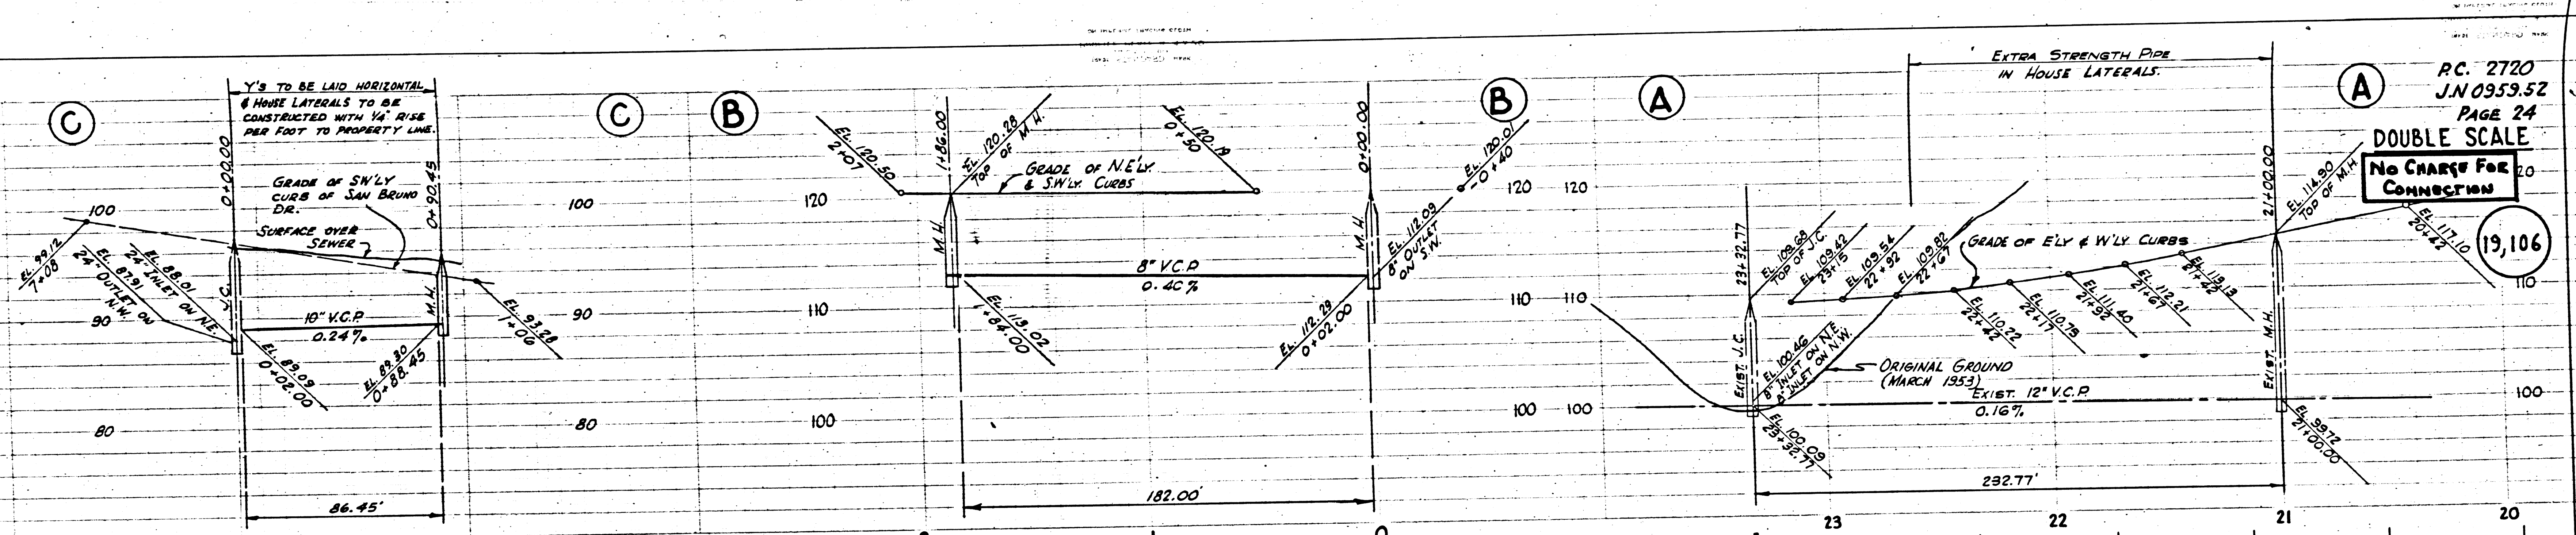 P.C. 2720
J.N 0959.52
PAGE 24
DOUBLE SCALE
NO CHARGE FOR
CONNECTION
19,106
C
Y'S TO BE LAID HORIZONTAL
& HOUSE LATERALS TO BE
CONSTRUCTED WITH ¼" RISE
PER FOOT TO PROPERTY LINE.
0+00.00
0+90.45
GRADE OF SW'LY
CURB OF SAN BRUNO
DR.
SURFACE OVER
SEWER
100
90
80
EL. 99.12
7+08
EL. 87.91
24" OUTLET ON
N.W.
EL. 88.01
24" INLET ON N.E.
J.C.
M.H.
10" V.C.P.
0.24%
EL. 89.09
0+02.00
EL. 89.30
0+88.45
EL. 93.28
1+06
86.45'
100
90
80
C
B
120
110
100
EL. 120.50
2+07
1+86.00
EL. 120.28
TOP OF M.H.
GRADE OF N.E'LY.
& S.W'LY. CURBS
EL. 120.19
0+50
0+00.00
M.H.
M.H.
8" V.C.P.
0.40%
EL. 113.02
1+84.00
EL. 112.29
0+02.00
EL. 112.09
8" OUTLET
ON S.W.
EL. 120.01
-0+40
182.00'
0
B
120
110
100
A
120
110
100
EXTRA STRENGTH PIPE
IN HOUSE LATERALS.
23+32.77
EXIST. J.C.
EL. 109.68
TOP OF J.C.
EL. 109.42
23+15
EL. 109.54
22+92
EL. 109.82
22+67
GRADE OF E'LY & W'LY CURBS
EL. 110.22
22+42
EL. 110.75
22+17
EL. 111.40
21+92
EL. 112.21
21+67
EL. 113.13
21+42
EL. 100.46
8" INLET ON N.E.
8" INLET ON N.W.
ORIGINAL GROUND
(MARCH 1953)
EXIST. 12" V.C.P.
0.16%
EL. 100.09
23+32.77
21+00.00
EXIST. M.H.
EL. 114.90
TOP OF M.H.
EL. 117.10
20+42
EL. 99.72
21+00.00
232.77'
A
20
110
100
23
22
21
20